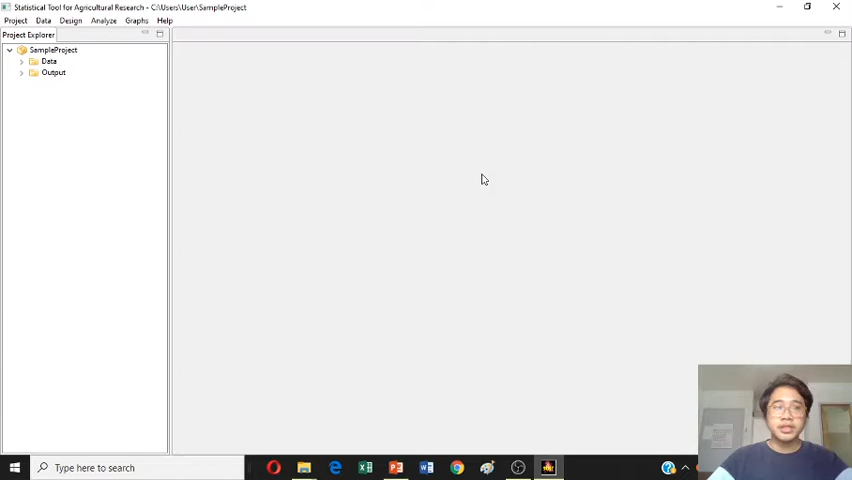 Statistical Tool for Agricultural Research - C:\Users\User\SampleProject
Project Data Design Analyze Graphs Help
Project Explorer
SampleProject
Data
Output
Type here to search